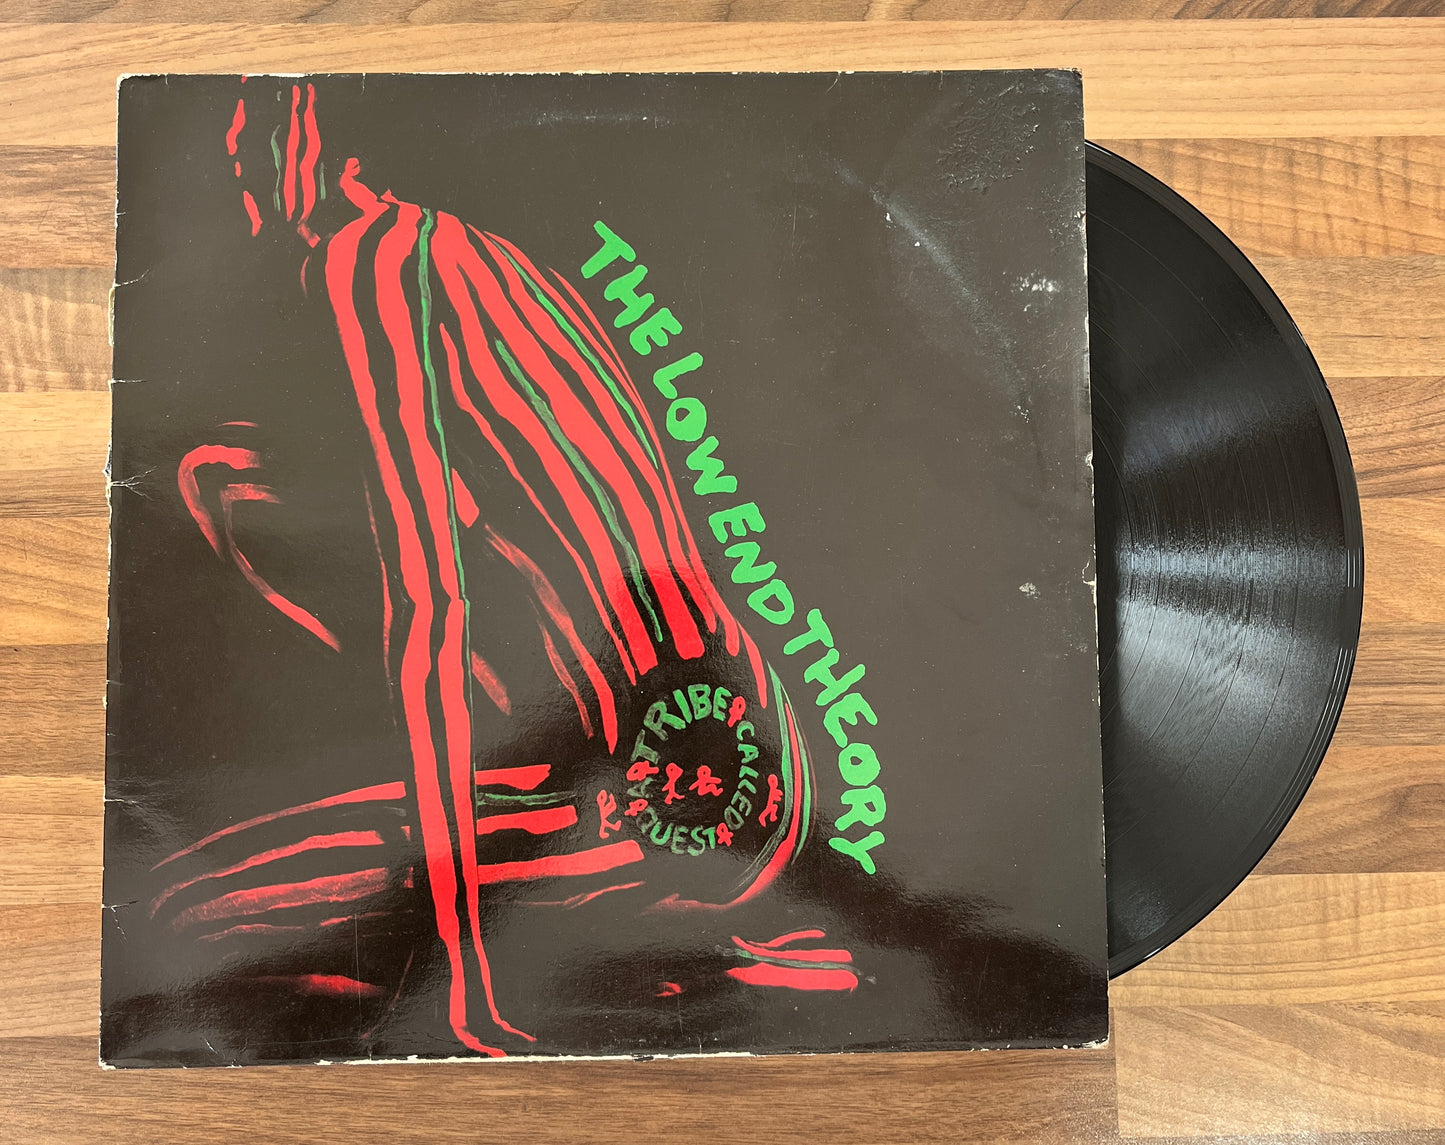 THE LOW END THEORY
A TRIBE CALLED QUEST